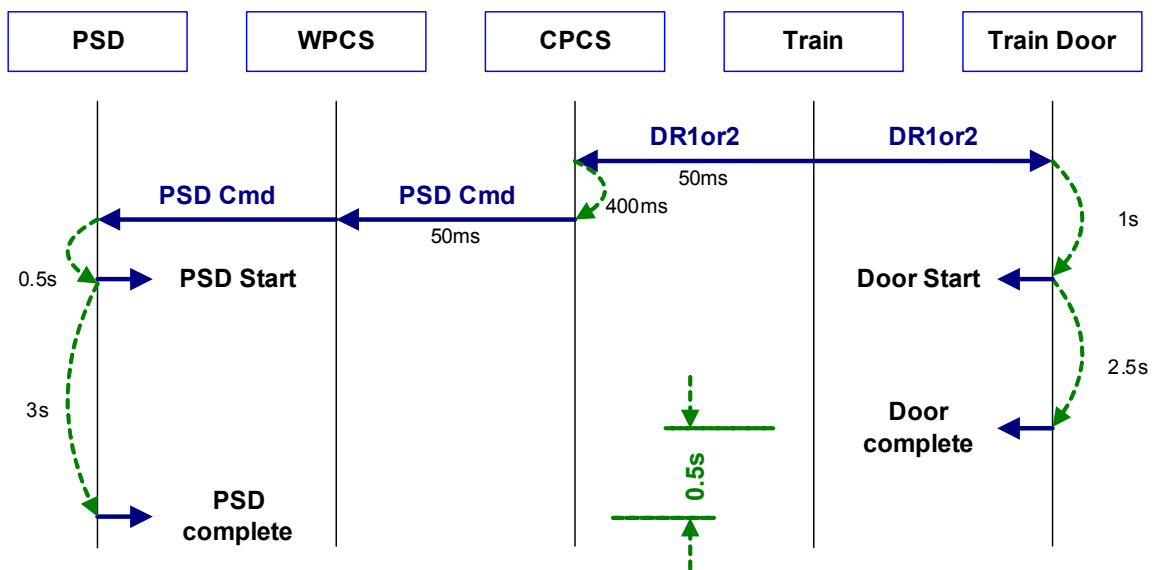 PSD
WPCS
CPCS
Train
Train Door
DR1or2
DR1or2
50ms
PSD Cmd
PSD Cmd
400ms
50ms
1s
0.5s
PSD Start
Door Start
2.5s
3s
Door
complete
0.5s
PSD
complete